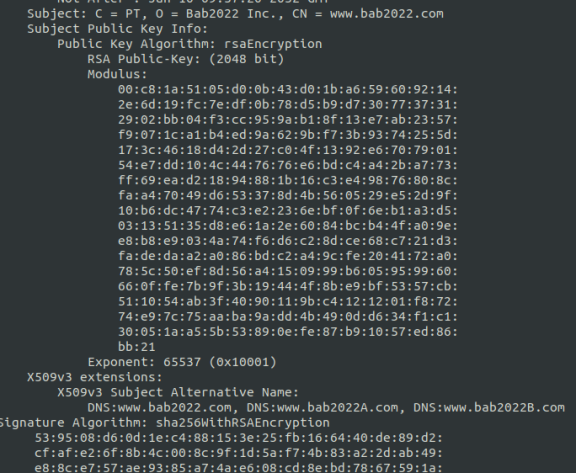 Not After : Jun 16 09:37:20 2032 GMT
Subject: C = PT, O = Bab2022 Inc., CN = www.bab2022.com
Subject Public Key Info:
Public Key Algorithm: rsaEncryption
RSA Public-Key: (2048 bit)
Modulus:
00:c8:1a:51:05:d0:0b:43:d0:1b:a6:59:60:92:14:
2e:6d:19:fc:7e:df:0b:78:d5:b9:d7:30:77:37:31:
29:02:bb:04:f3:cc:95:9a:b1:8f:13:e7:ab:23:57:
f9:07:1c:a1:b4:ed:9a:62:9b:f7:3b:93:74:25:5d:
17:3c:46:18:d4:2d:27:c0:4f:13:92:e6:70:79:01:
54:e7:dd:10:4c:44:76:76:e6:bd:c4:a4:2b:a7:73:
ff:69:ea:d2:18:94:88:1b:16:c3:e4:98:76:80:8c:
fa:a4:70:49:d6:53:37:8d:4b:56:05:29:e5:2d:9f:
10:b6:dc:47:74:c3:e2:23:6e:bf:0f:6e:b1:a3:d5:
03:13:51:35:d8:e6:1a:2e:60:84:bc:b4:4f:a0:9e:
e8:b8:e9:03:4a:74:f6:d6:c2:8d:ce:68:c7:21:d3:
fa:de:da:a2:a0:86:bd:c2:a4:9c:fe:20:41:72:a0:
78:5c:50:ef:8d:56:a4:15:09:99:b6:05:95:99:60:
66:0f:fe:7b:9f:3b:19:44:4f:8b:e9:bf:53:57:cb:
51:10:54:ab:3f:40:90:11:9b:c4:12:12:01:f8:72:
74:e9:7c:75:aa:ba:9a:dd:4b:49:0d:d6:34:f1:c1:
30:05:1a:a5:5b:53:89:0e:fe:87:b9:10:57:ed:86:
bb:21
Exponent: 65537 (0x10001)
X509v3 extensions:
X509v3 Subject Alternative Name:
DNS:www.bab2022.com, DNS:www.bab2022A.com, DNS:www.bab2022B.com
Signature Algorithm: sha256WithRSAEncryption
53:95:08:d6:0d:1e:c4:88:15:3e:25:fb:16:64:40:de:89:d2:
cf:af:e2:6f:8b:4c:00:8c:9f:1d:5a:f7:4b:83:a2:2d:ab:49:
e8:8c:e7:57:ae:93:85:a7:4a:e6:08:cd:8e:bd:78:67:59:1a: